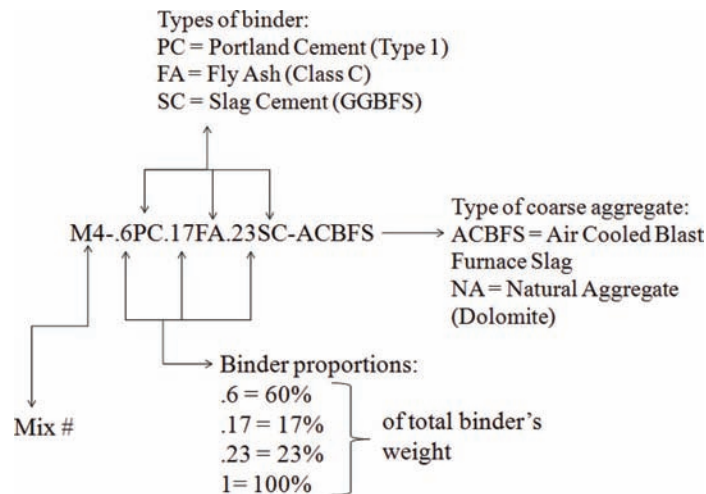 Types of binder:
PC = Portland Cement (Type 1)
FA = Fly Ash (Class C)
SC = Slag Cement (GGBFS)
M4-.6PC.17FA.23SC-ACBFS
Type of coarse aggregate:
ACBFS = Air Cooled Blast
Furnace Slag
NA = Natural Aggregate
(Dolomite)
Mix #
Binder proportions:
.6 = 60%
.17 = 17%
.23 = 23%
1= 100%
of total binder's
weight